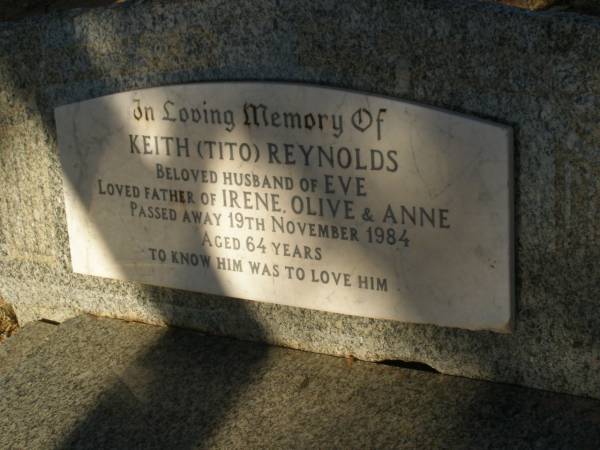 In Loving Memory Of
KEITH (TITO) REYNOLDS
BELOVED HUSBAND OF EVE
LOVED FATHER OF IRENE, OLIVE & ANNE
PASSED AWAY 19TH NOVEMBER 1984
AGED 64 YEARS
TO KNOW HIM WAS TO LOVE HIM